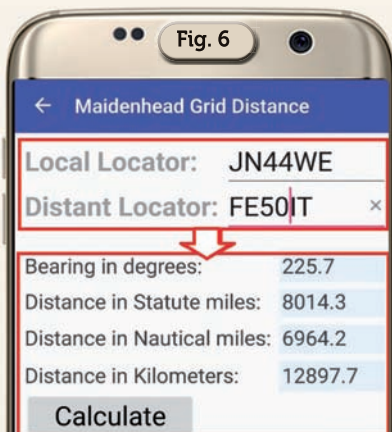 Fig. 6
← Maidenhead Grid Distance
Local Locator: JN44WE
Distant Locator: FE50IT ×
Bearing in degrees: 225.7
Distance in Statute miles: 8014.3
Distance in Nautical miles: 6964.2
Distance in Kilometers: 12897.7
Calculate